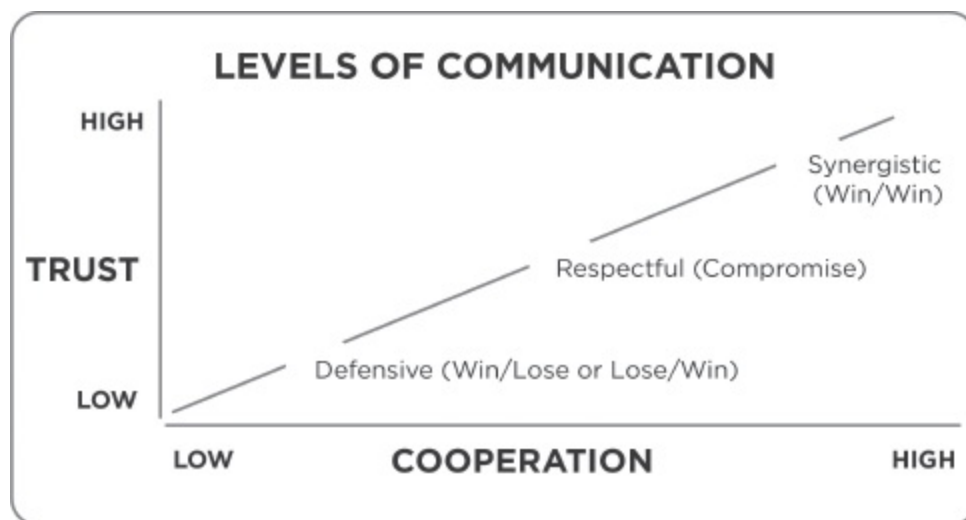 LEVELS OF COMMUNICATION
HIGH
Synergistic
(Win/Win)
TRUST
Respectful (Compromise)
Defensive (Win/Lose or Lose/Win)
LOW
LOW
COOPERATION
HIGH